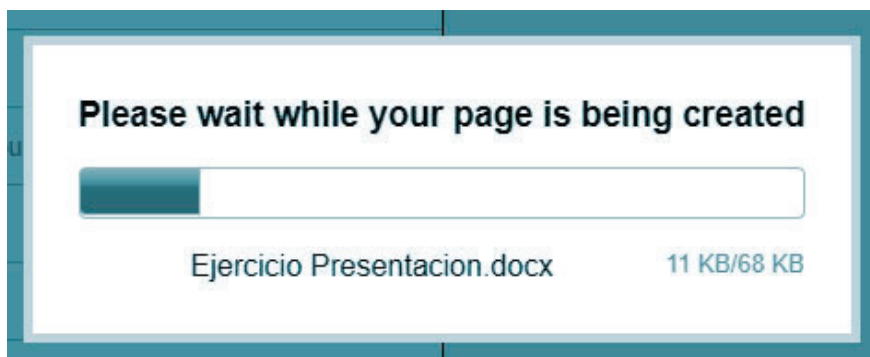 Please wait while your page is being created
Ejercicio Presentacion.docx 11 KB/68 KB